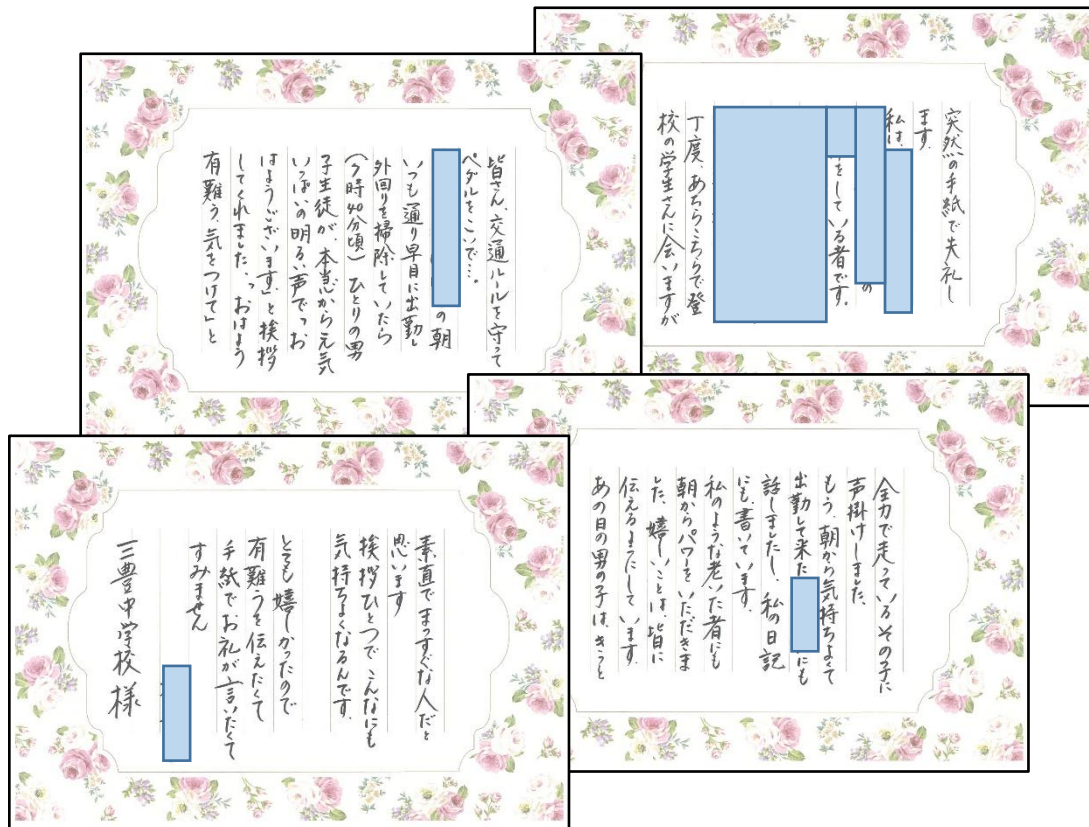 突然の手紙で失礼し
ます。
私は、
の
をしている者です。
丁度、あちらこちらで登
校の学生さんに会いますが
皆さん、交通ルールを守って
ペダルをこいで…。
の朝
いつも通り早目に出勤し
外回りを掃除していたら
(7時40分頃) ひとりの男
子生徒が、本当から元気
いっぱいの明るい声で「お
はようございます」と挨拶
してくれました。「おはよう
有難う。気をつけて」と
全力で走っているその子に
声掛けしました。
もう、朝から気持ちよくて
出勤して来た にも
話しましたし、私の日記
にも書いています。
私のような老いた者にも
朝からパワーをいただきま
した。嬉しいことは皆に
伝えるようにしています。
あの日の男の子は、きっと
素直でまっすぐな人だと
思います
挨拶ひとつで こんなにも
気持ちよくなるんです。
とても 嬉しかったので
有難うを伝えたくて
手紙でお礼が言いたくて
すみません
三豊中学校 様